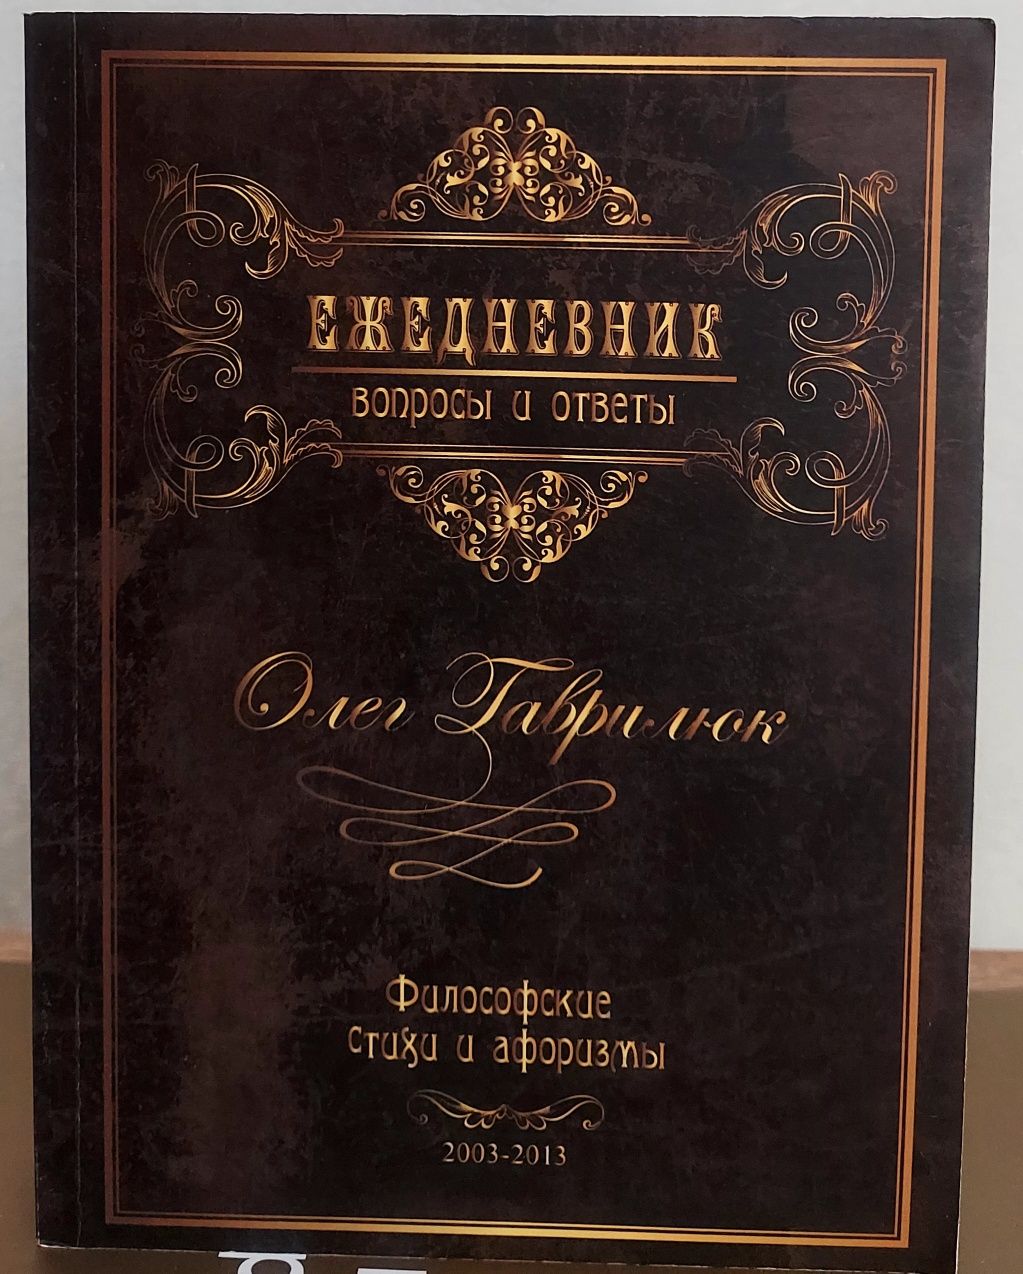 ЕЖЕДНЕВНИК
вопросы и ответы
Олег Гаврилюк
Философские
стихи и афоризмы
2003-2013